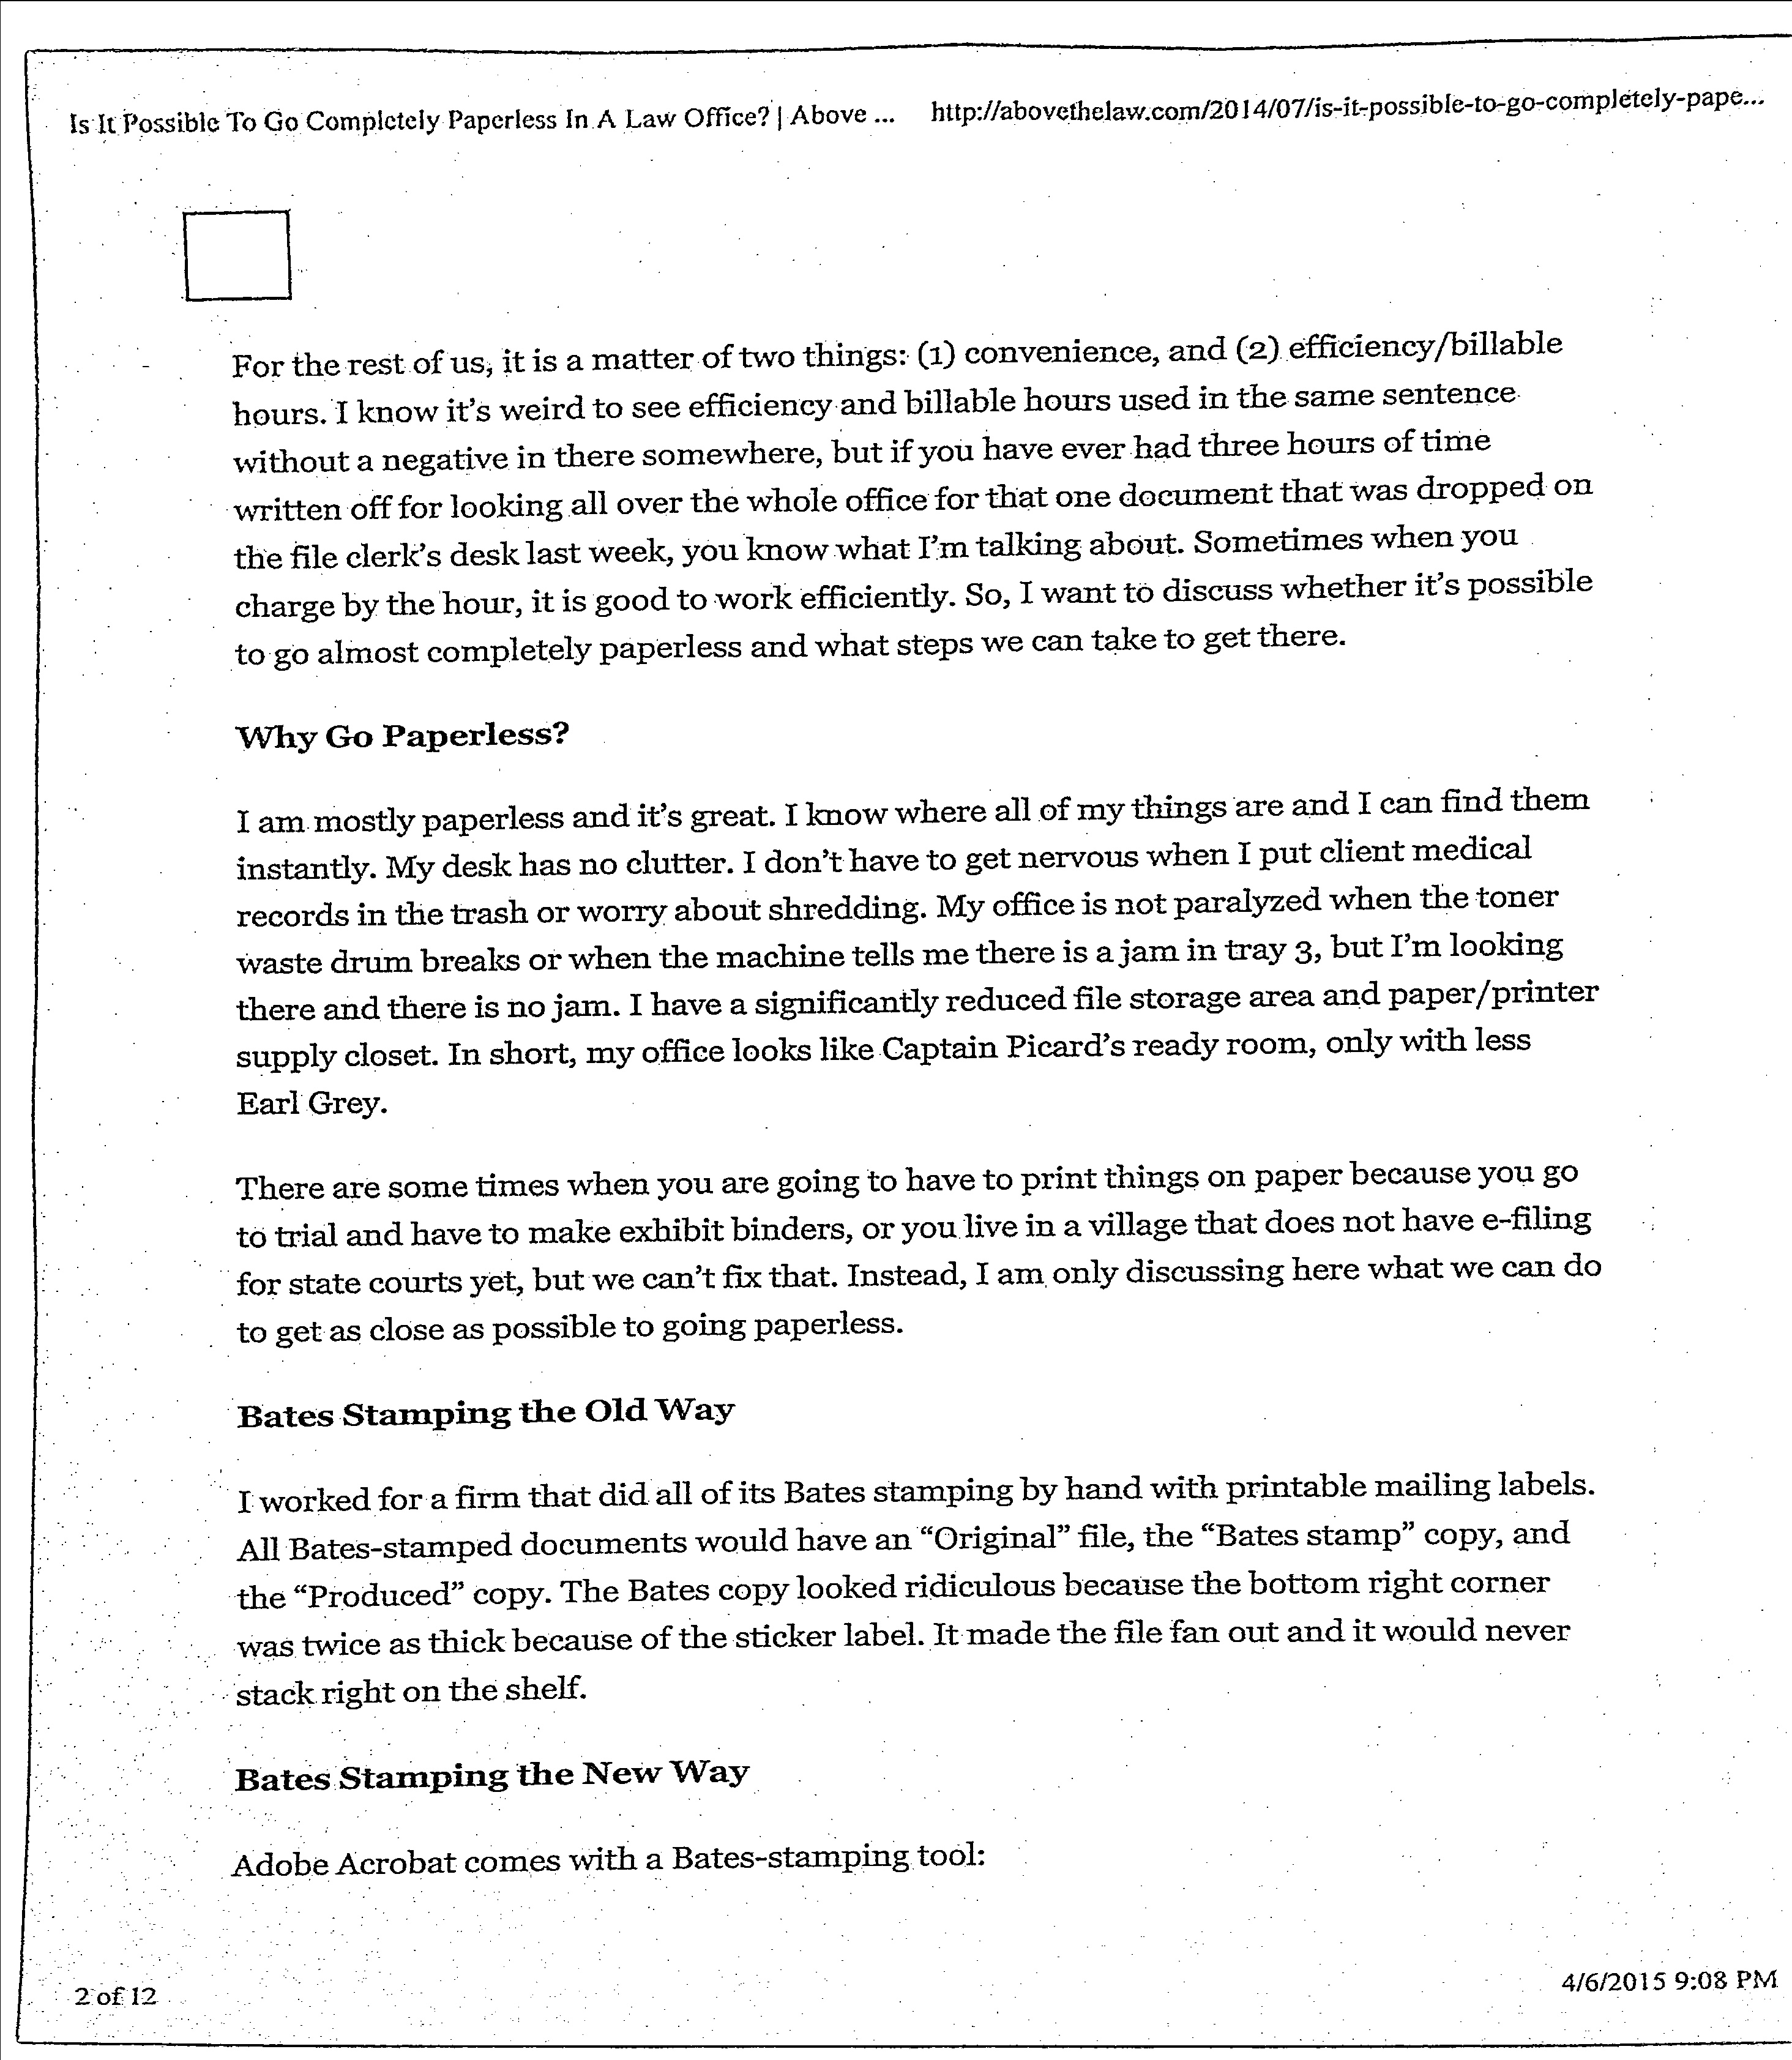 Is It Possible To Go Completely Paperless In A Law Office? | Above ... http://abovethelaw.com/2014/07/is-it-possible-to-go-completely-pape...
For the rest of us, it is a matter of two things: (1) convenience, and (2) efficiency/billable
hours. I know it's weird to see efficiency and billable hours used in the same sentence
without a negative in there somewhere, but if you have ever had three hours of time
written off for looking all over the whole office for that one document that was dropped on
the file clerk's desk last week, you know what I'm talking about. Sometimes when you
charge by the hour, it is good to work efficiently. So, I want to discuss whether it's possible
to go almost completely paperless and what steps we can take to get there.
Why Go Paperless?
I am mostly paperless and it's great. I know where all of my things are and I can find them
instantly. My desk has no clutter. I don't have to get nervous when I put client medical
records in the trash or worry about shredding. My office is not paralyzed when the toner
waste drum breaks or when the machine tells me there is a jam in tray 3, but I'm looking
there and there is no jam. I have a significantly reduced file storage area and paper/printer
supply closet. In short, my office looks like Captain Picard's ready room, only with less
Earl Grey.
There are some times when you are going to have to print things on paper because you go
to trial and have to make exhibit binders, or you live in a village that does not have e-filing
for state courts yet, but we can't fix that. Instead, I am only discussing here what we can do
to get as close as possible to going paperless.
Bates Stamping the Old Way
I worked for a firm that did all of its Bates stamping by hand with printable mailing labels.
All Bates-stamped documents would have an “Original” file, the “Bates stamp” copy, and
the “Produced” copy. The Bates copy looked ridiculous because the bottom right corner
was twice as thick because of the sticker label. It made the file fan out and it would never
stack right on the shelf.
Bates Stamping the New Way
Adobe Acrobat comes with a Bates-stamping tool:
2 of 12 4/6/2015 9:08 PM